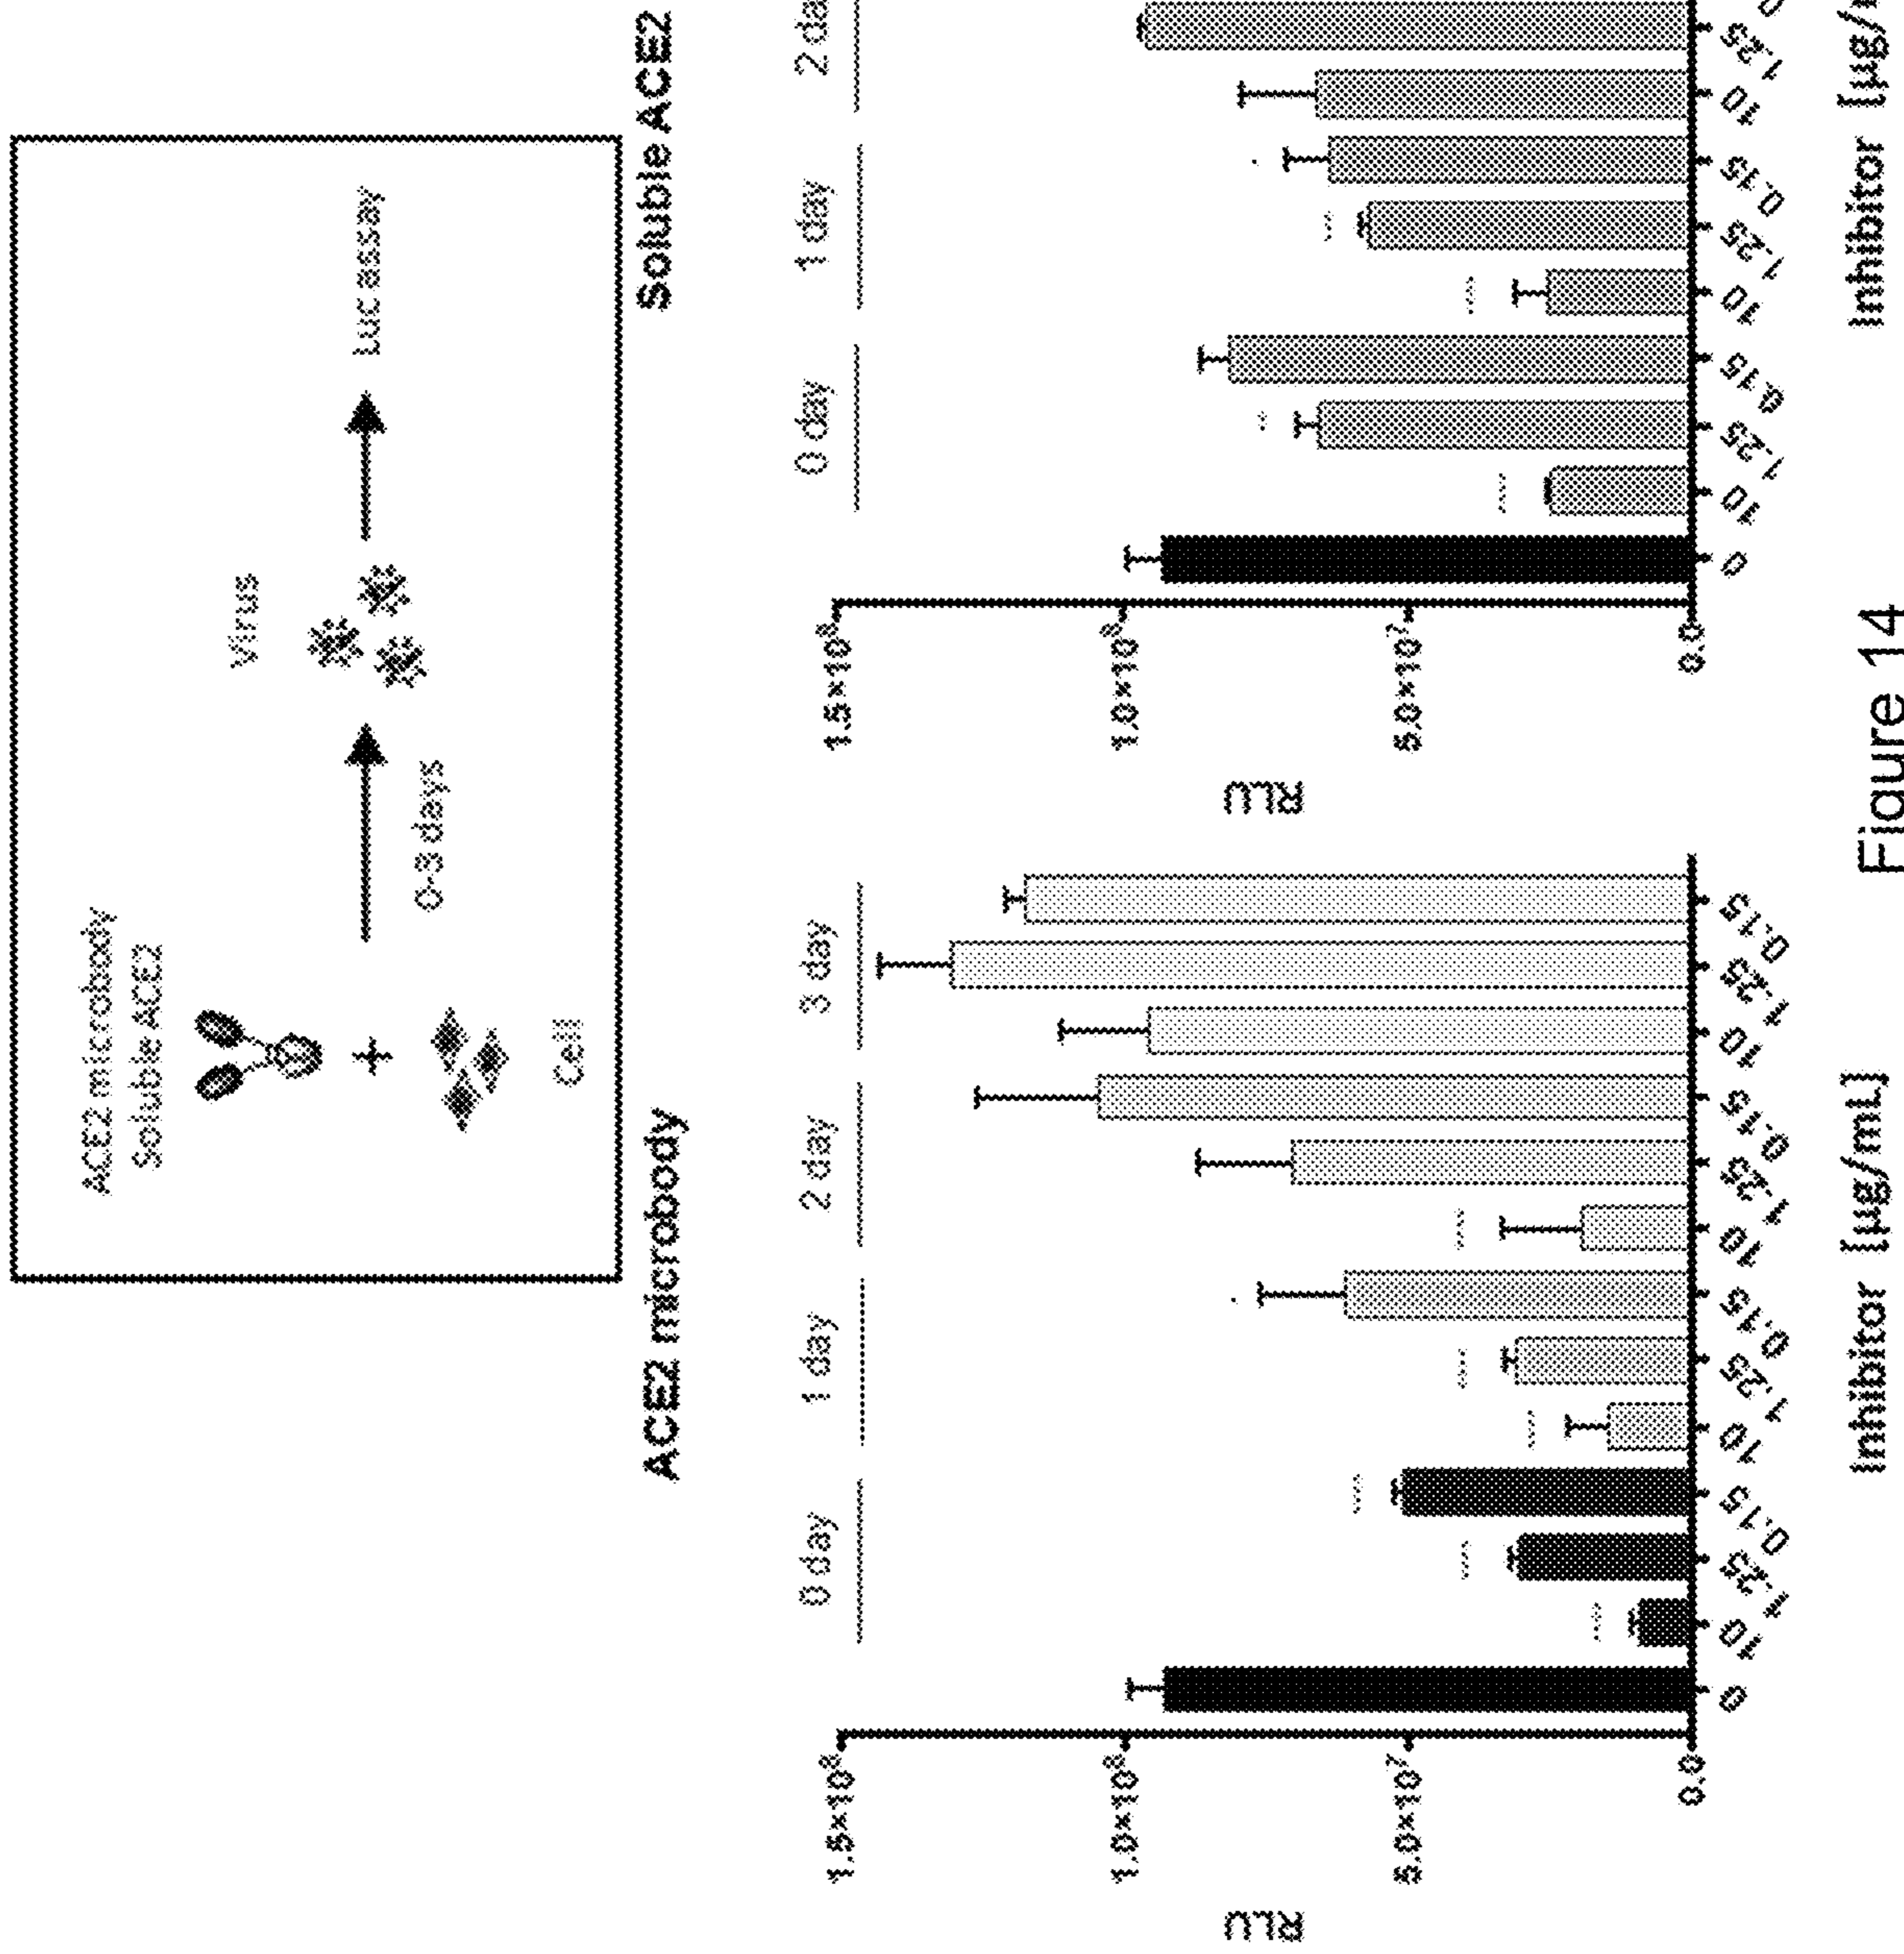 ACE2 microbody
Soluble ACE2
+
Cell
0-3 days
Virus
Luc assay
ACE2 microbody
0 day 1 day 2 day 3 day
RLU
1.5×10⁸
1.0×10⁸
5.0×10⁷
0.0
0 10 1.25 0.15 10 1.25 0.15 10 1.25 0.15 10 1.25 0.15
Inhibitor [µg/mL]
Soluble ACE2
0 day 1 day 2 da
RLU
1.5×10⁸
1.0×10⁸
5.0×10⁷
0.0
0 10 1.25 0.15 10 1.25 0.15 10 1.25 0
Inhibitor [µg/
Figure 14